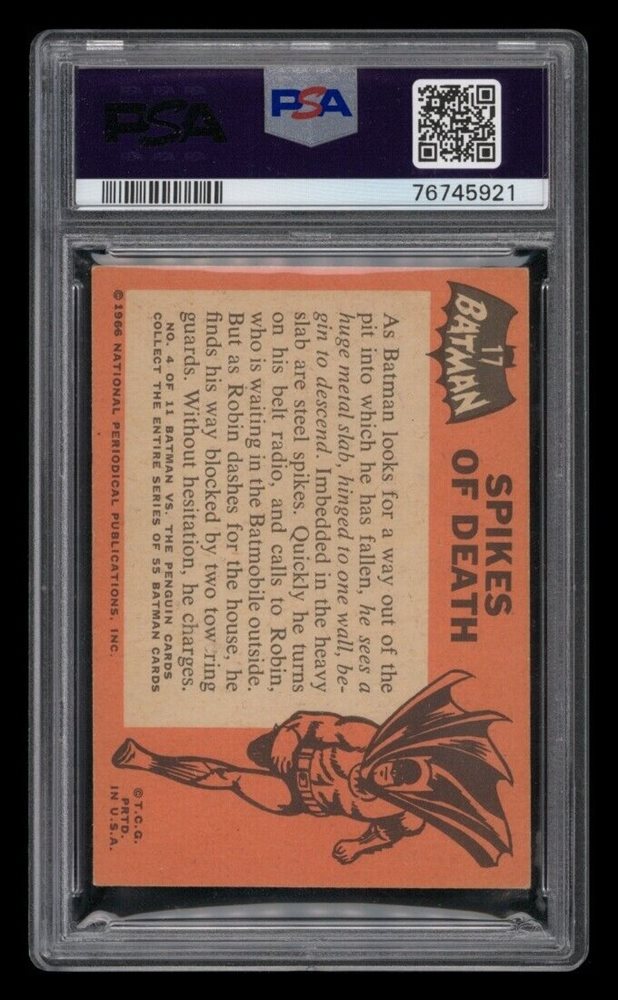 PSA
PSA
76745921
17
BATMAN
SPIKES
OF DEATH
As Batman looks for a way out of the
pit into which he has fallen, he sees a
huge metal slab, hinged to one wall, be-
gin to descend. Imbedded in the heavy
slab are steel spikes. Quickly he turns
on his belt radio, and calls to Robin,
who is waiting in the Batmobile outside.
But as Robin dashes for the house, he
finds his way blocked by two tow ring
guards. Without hesitation, he charges.
NO. 4 OF 11 BATMAN VS. THE PENGUIN CARDS
COLLECT THE ENTIRE SERIES OF 55 BATMAN CARDS
© 1966 NATIONAL PERIODICAL PUBLICATIONS, INC.
© T.C.G.
PRTD.
IN U.S.A.